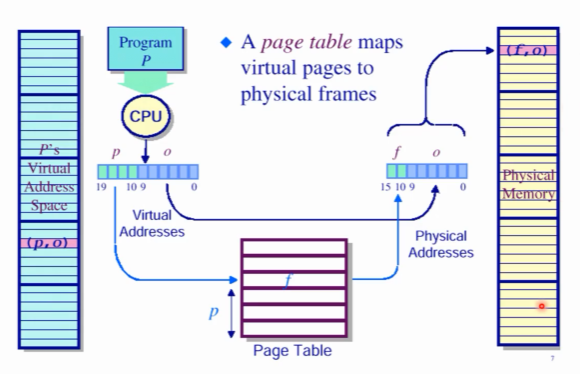 Program
P
◆ A page table maps
virtual pages to
physical frames
(f,o)
CPU
P's
Virtual
Address
Space
(p,o)
p o
19 10 9 0
Virtual
Addresses
f o
15 10 9 0
Physical
Addresses
Physical
Memory
f
p
Page Table
7